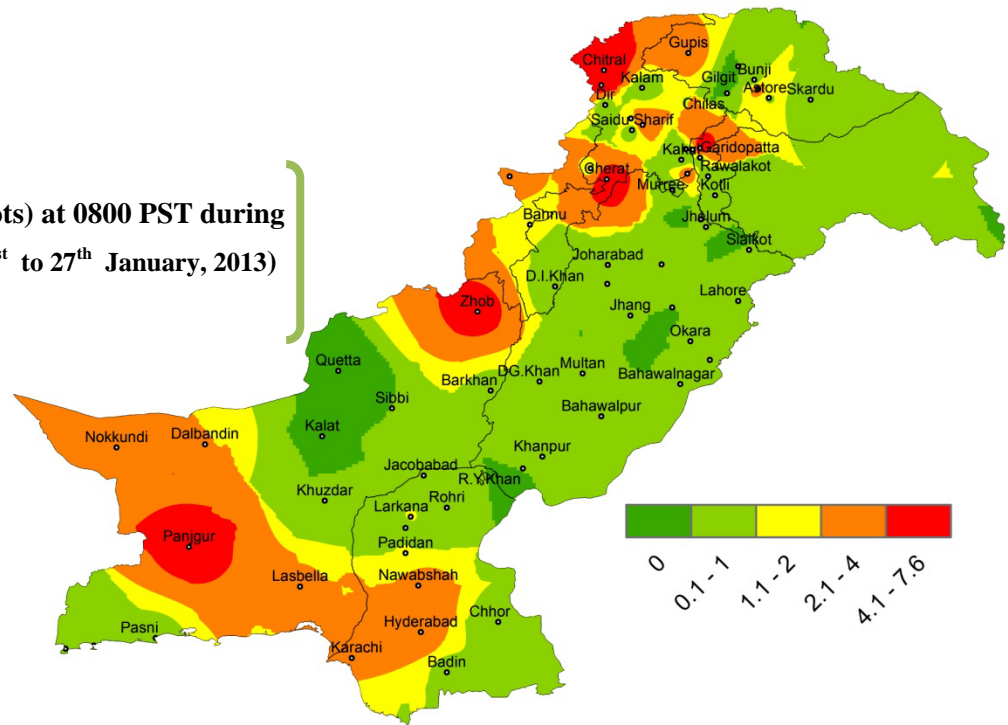 ots) at 0800 PST during
st to 27th January, 2013)
Chitral
Gupis
Kalam
Gilgit
Bunji
Dir
Astore
Skardu
Chilas
Saidu Sharif
Garidopatta
Cherat
Rawalakot
Murree
Kotli
Bannu
Jhelum
Sialkot
Joharabad
D.I.Khan
Lahore
Zhob
Jhang
Okara
Quetta
Multan
DG.Khan
Bahawalnagar
Barkhan
Sibbi
Bahawalpur
Kalat
Nokkundi
Dalbandin
Khanpur
Jacobabad
R.Y.Khan
Khuzdar
Rohri
Larkana
Panjgur
Padidan
Lasbella
Nawabshah
Chhor
Pasni
Hyderabad
Karachi
Badin
0
0.1 - 1
1.1 - 2
2.1 - 4
4.1 - 7.6